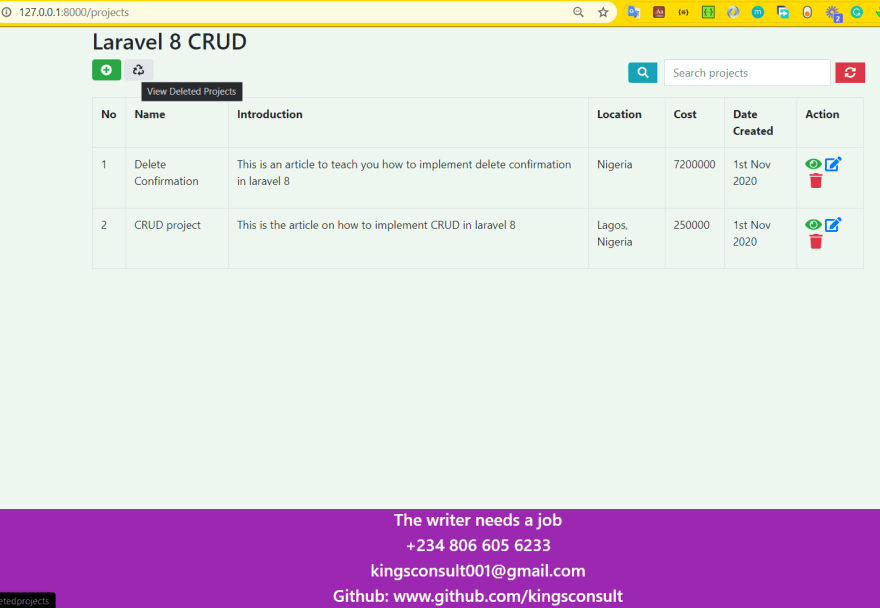 127.0.0.1:8000/projects
Laravel 8 CRUD
View Deleted Projects
Search projects
No Name Introduction Location Cost Date Created Action
1 Delete Confirmation This is an article to teach you how to implement delete confirmation in laravel 8 Nigeria 7200000 1st Nov 2020
2 CRUD project This is the article on how to implement CRUD in laravel 8 Lagos, Nigeria 250000 1st Nov 2020
The writer needs a job
+234 806 605 6233
kingsconsult001@gmail.com
Github: www.github.com/kingsconsult
etedprojects